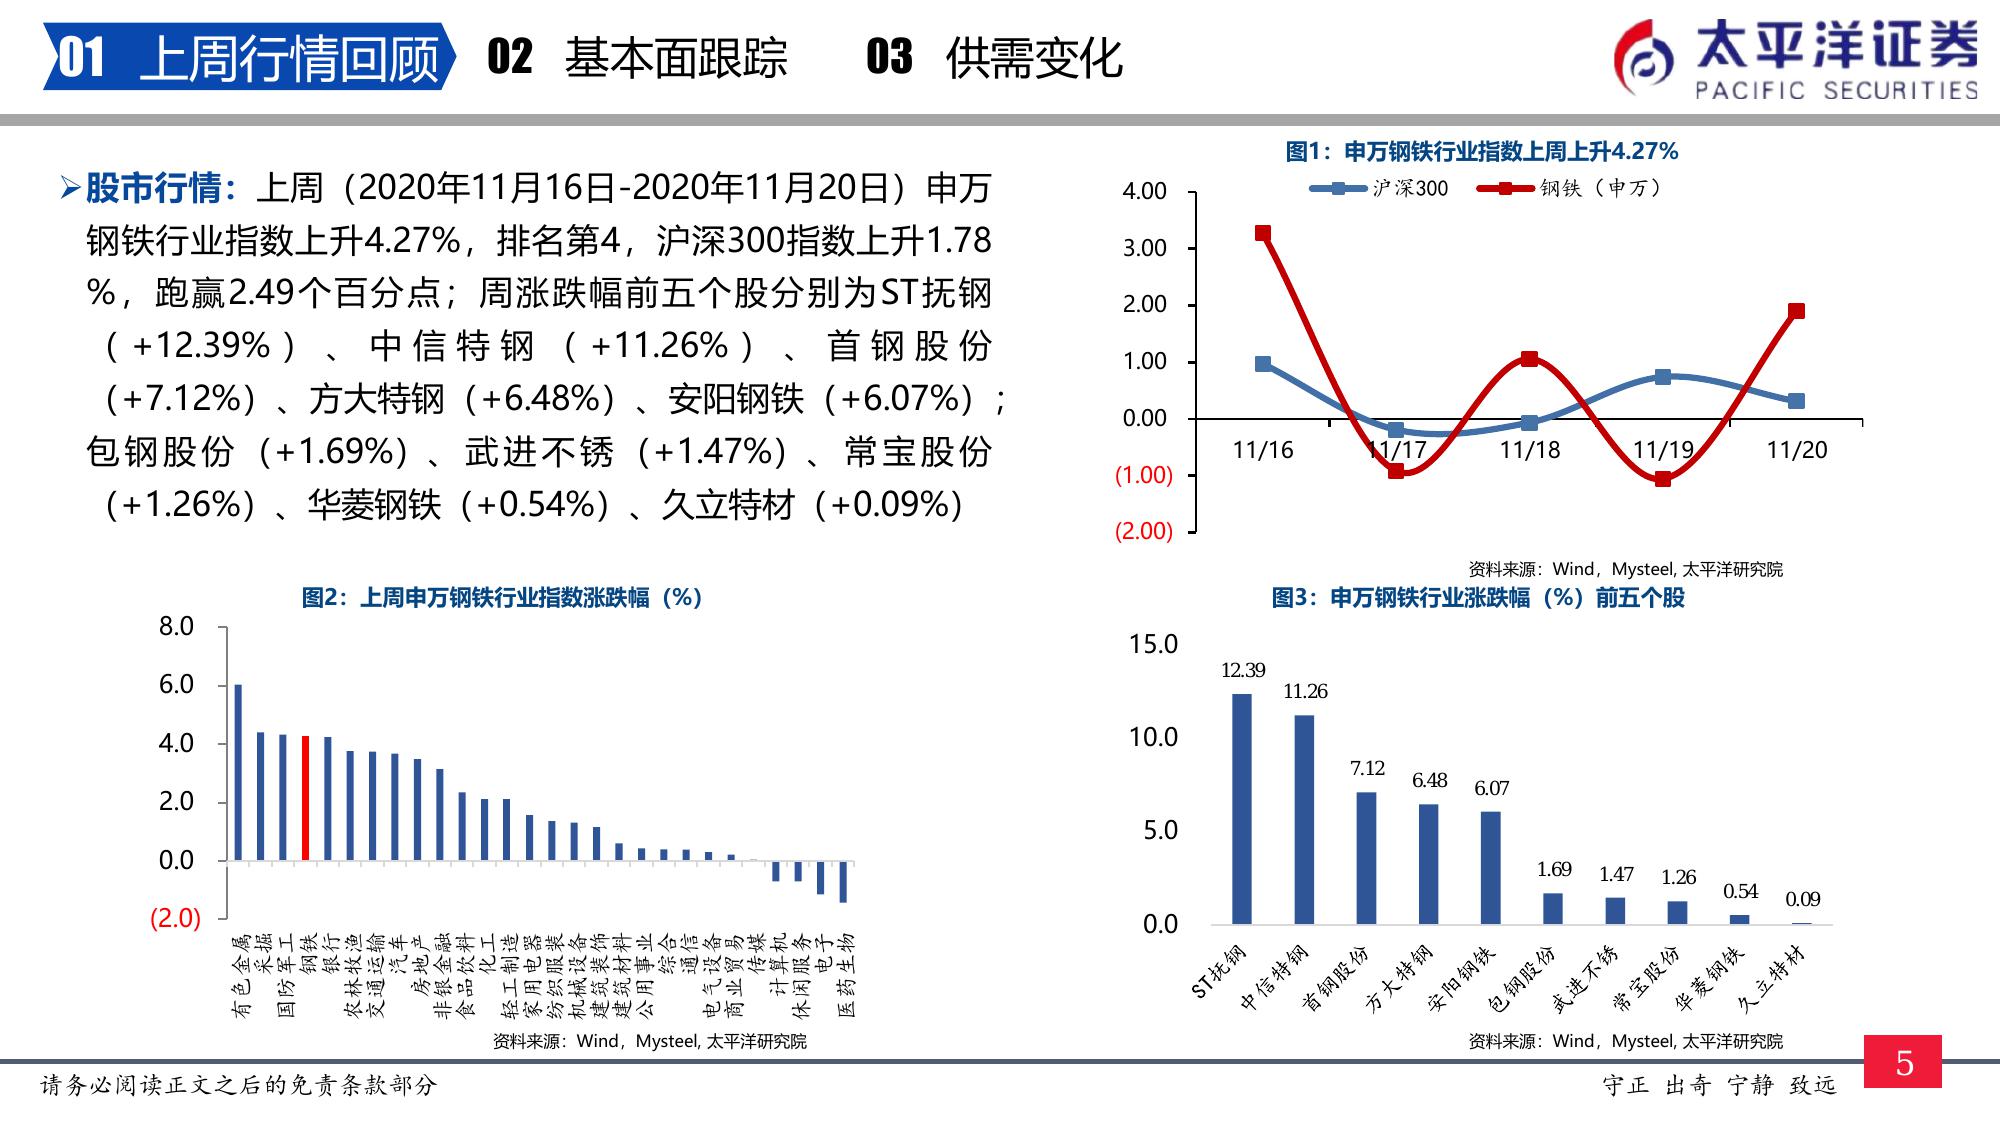 01 上周行情回顾 02 基本面跟踪 03 供需变化
太平洋证券
PACIFIC SECURITIES
➢股市行情：上周（2020年11月16日-2020年11月20日）申万
钢铁行业指数上升4.27%，排名第4，沪深300指数上升1.78
%，跑赢2.49个百分点；周涨跌幅前五个股分别为ST抚钢
（+12.39%）、中信特钢（+11.26%）、首钢股份
（+7.12%）、方大特钢（+6.48%）、安阳钢铁（+6.07%）；
包钢股份（+1.69%）、武进不锈（+1.47%）、常宝股份
（+1.26%）、华菱钢铁（+0.54%）、久立特材（+0.09%）
图1：申万钢铁行业指数上周上升4.27%
沪深300 钢铁（申万）
4.00
3.00
2.00
1.00
0.00
(1.00)
(2.00)
11/16 11/17 11/18 11/19 11/20
资料来源：Wind，Mysteel, 太平洋研究院
图2：上周申万钢铁行业指数涨跌幅（%）
8.0
6.0
4.0
2.0
0.0
(2.0)
有色金属
采掘
国防军工
钢铁
银行
农林牧渔
交通运输
汽车
房地产
非银金融
食品饮料
化工
轻工制造
家用电器
纺织服装
机械设备
建筑装饰
建筑材料
公用事业
综合
通信
电气设备
商业贸易
传媒
计算机
休闲服务
电子
医药生物
资料来源：Wind，Mysteel, 太平洋研究院
图3：申万钢铁行业涨跌幅（%）前五个股
15.0
10.0
5.0
0.0
12.39
11.26
7.12
6.48
6.07
1.69
1.47
1.26
0.54
0.09
ST抚钢
中信特钢
首钢股份
方大特钢
安阳钢铁
包钢股份
武进不锈
常宝股份
华菱钢铁
久立特材
资料来源：Wind，Mysteel, 太平洋研究院
请务必阅读正文之后的免责条款部分
守正 出奇 宁静 致远
5